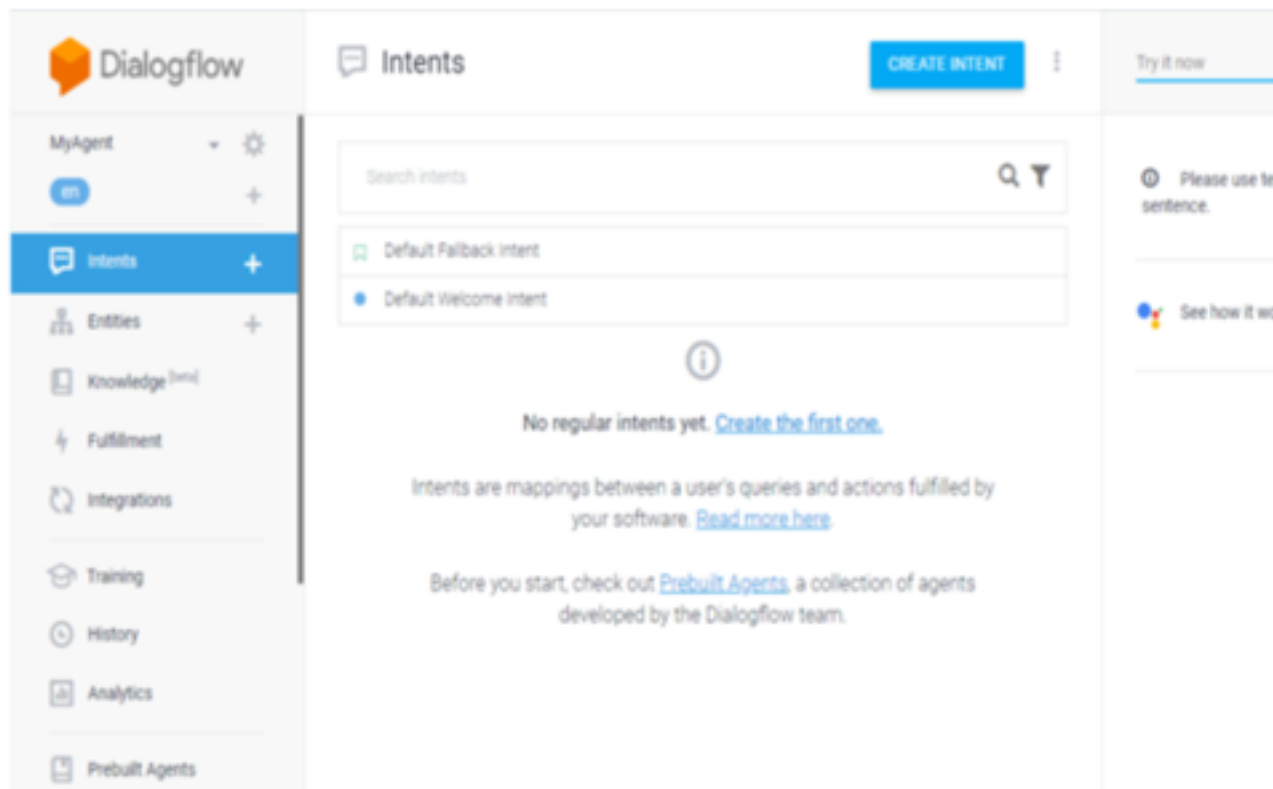 Dialogflow
MyAgent
en
Intents
Entities
Knowledge [beta]
Fulfillment
Integrations
Training
History
Analytics
Prebuilt Agents
Intents
CREATE INTENT
Search intents
Default Fallback Intent
Default Welcome Intent
No regular intents yet. Create the first one.
Intents are mappings between a user's queries and actions fulfilled by
your software. Read more here.
Before you start, check out Prebuilt Agents, a collection of agents
developed by the Dialogflow team.
Try it now
Please use te
sentence.
See how it wo